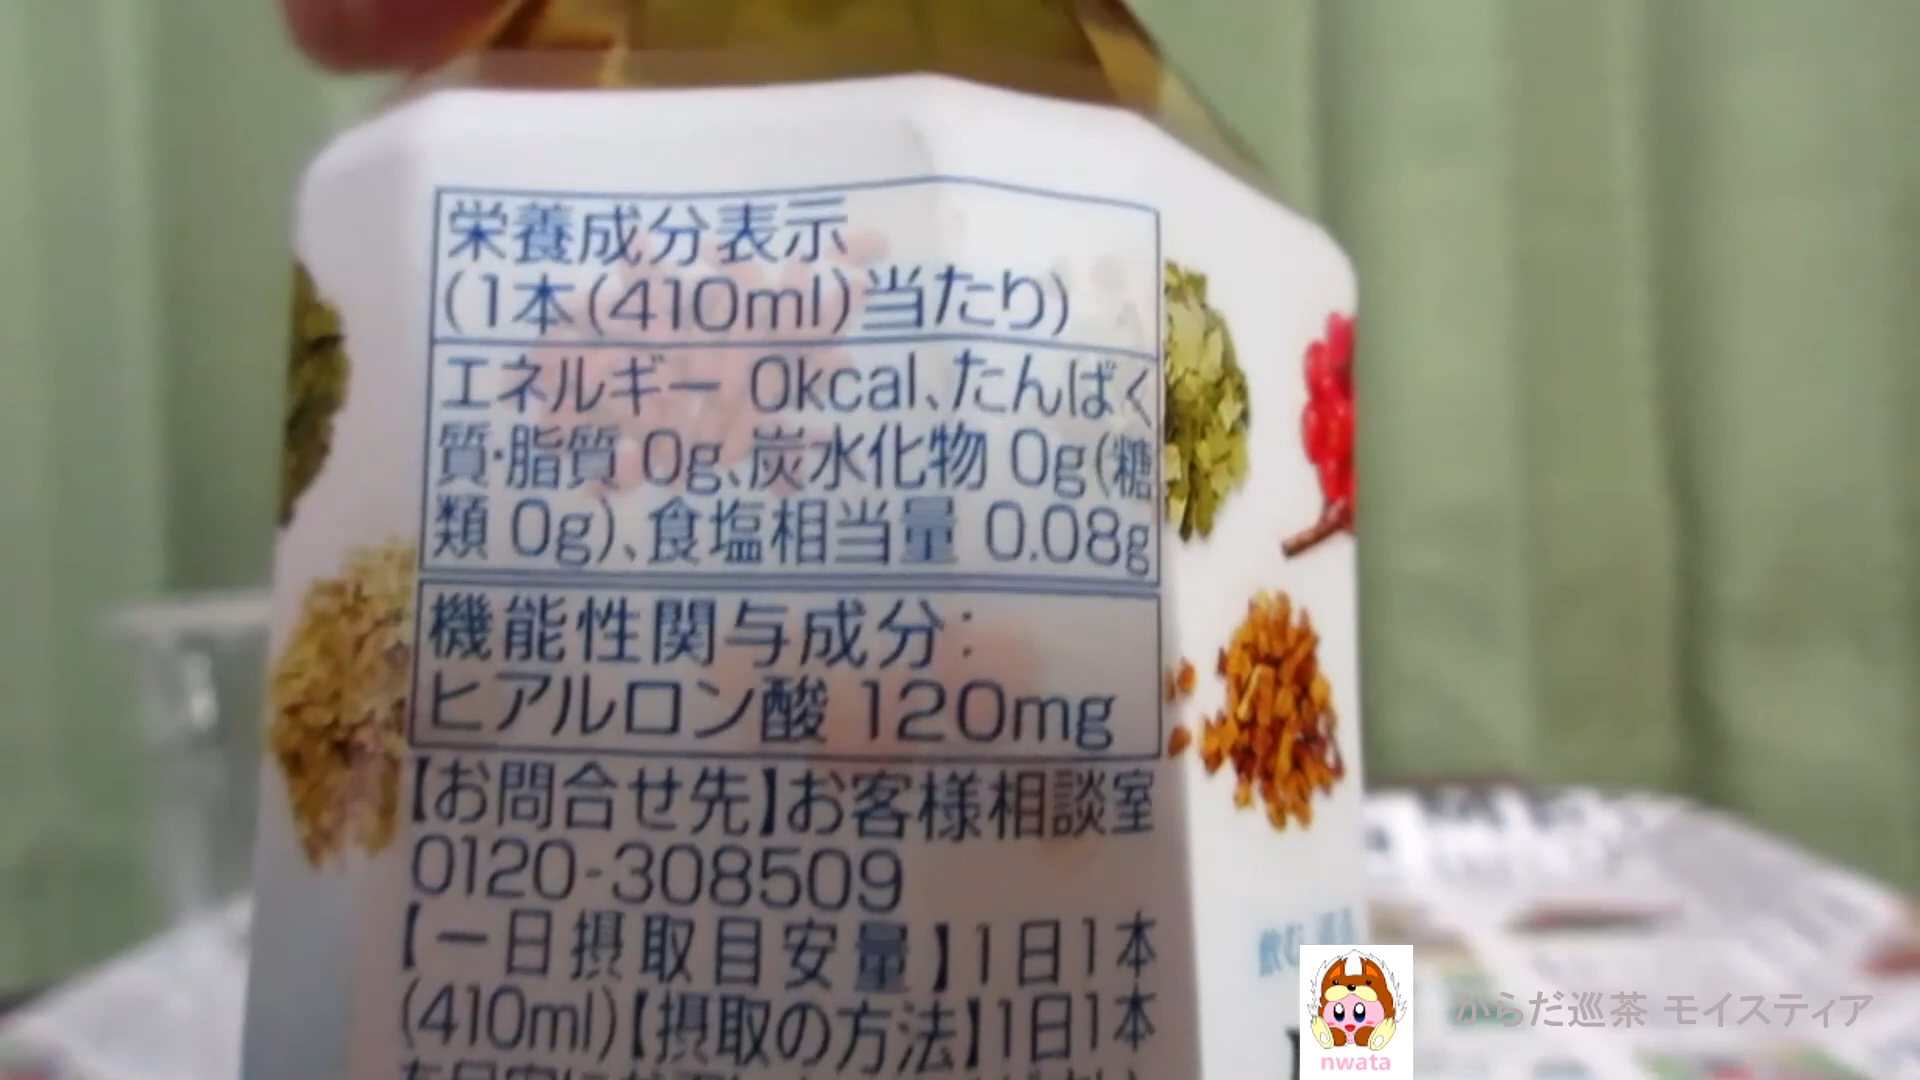 栄養成分表示
(1本(410ml)当たり)
エネルギー 0kcal、たんぱく
質・脂質 0g、炭水化物 0g(糖
類 0g)、食塩相当量 0.08g
機能性関与成分:
ヒアルロン酸 120mg
【お問合せ先】お客様相談室
0120-308509
【一日摂取目安量】1日1本
(410ml)【摂取の方法】1日1本
飲む
nwata
からだ巡茶 モイスティア